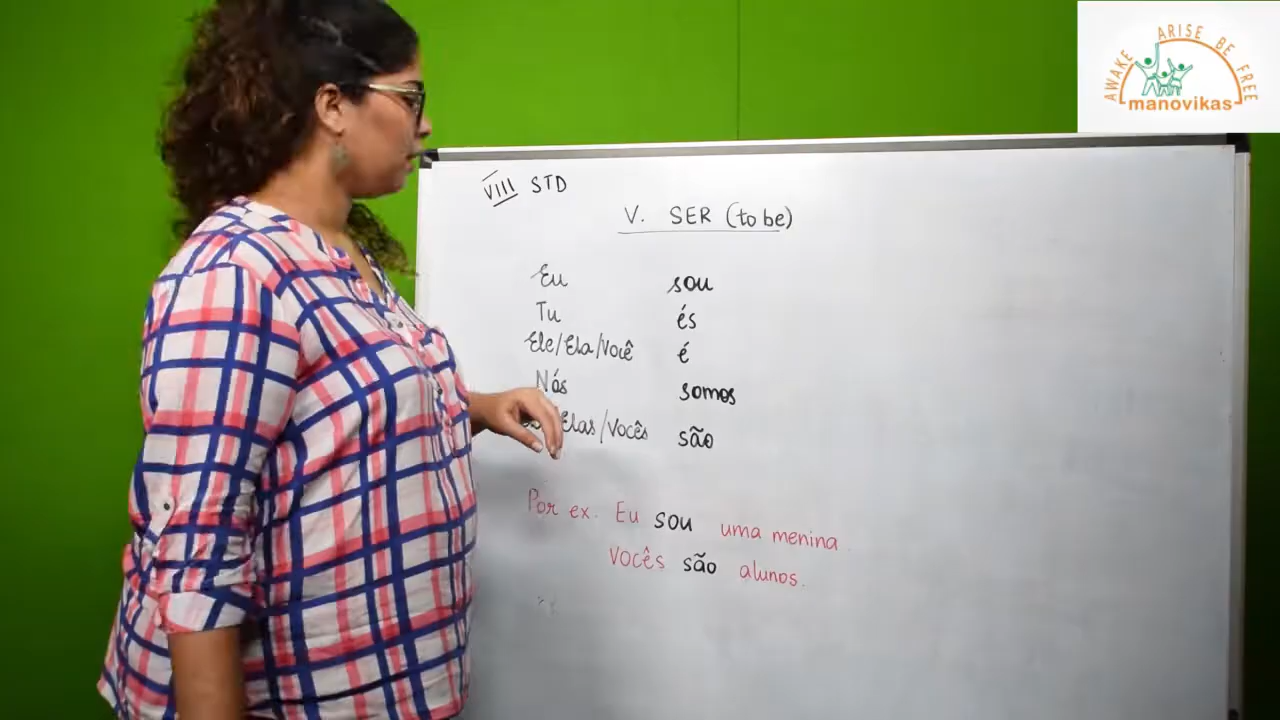 AWAKE ARISE BE FREE
manovikas
VIII STD
V. SER (to be)
Eu sou
Tu és
Ele/Ela/Você é
Nós somos
Elas/Vocês são
Por ex. Eu sou uma menina
Vocês são alunos.